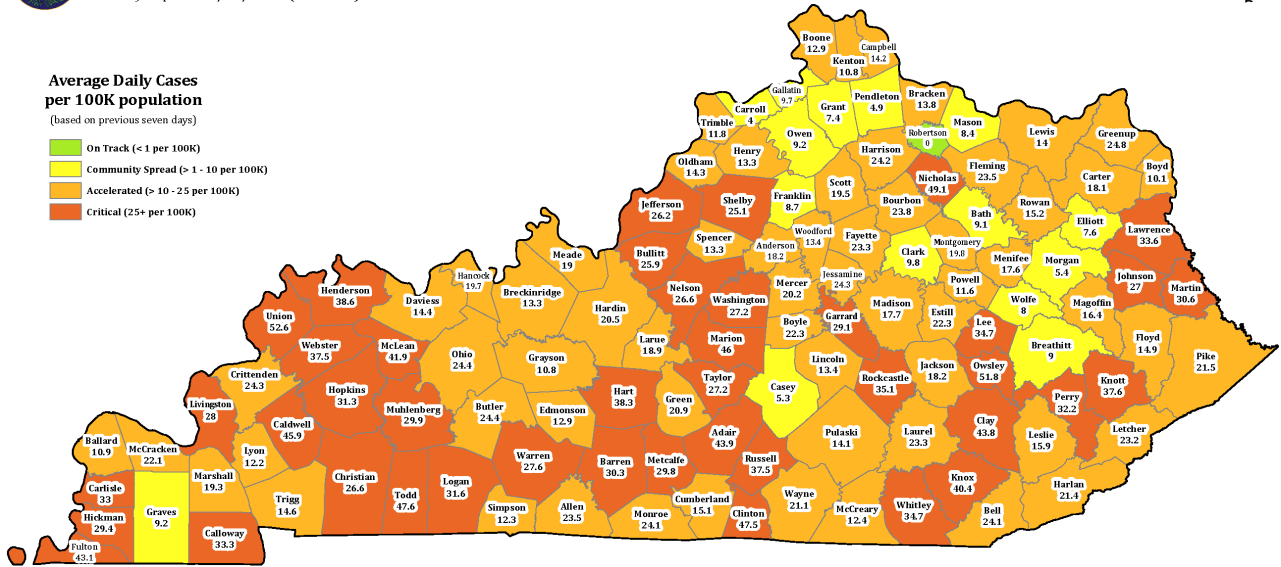 Average Daily Cases
per 100K population
(based on previous seven days)
On Track (< 1 per 100K)
Community Spread (> 1 - 10 per 100K)
Accelerated (> 10 - 25 per 100K)
Critical (25+ per 100K)
Boone
12.9
Kenton
10.8
Campbell
14.2
Gallatin
9.7
Carroll
4
Grant
7.4
Pendleton
4.9
Bracken
13.8
Mason
8.4
Robertson
0
Lewis
14
Greenup
24.8
Boyd
10.1
Trimble
11.8
Owen
9.2
Henry
13.3
Oldham
14.3
Harrison
24.2
Nicholas
49.1
Fleming
23.5
Carter
18.1
Jefferson
26.2
Shelby
25.1
Franklin
8.7
Scott
19.5
Bourbon
23.8
Bath
9.1
Rowan
15.2
Elliott
7.6
Lawrence
33.6
Spencer
13.3
Anderson
18.2
Woodford
13.4
Fayette
23.3
Clark
9.8
Montgomery
19.8
Menifee
17.6
Morgan
5.4
Johnson
27
Martin
30.6
Bullitt
25.9
Meade
19
Hancock
19.7
Breckinridge
13.3
Hardin
20.5
Nelson
26.6
Washington
27.2
Mercer
20.2
Jessamine
24.3
Madison
17.7
Powell
11.6
Estill
22.3
Wolfe
8
Magoffin
16.4
Henderson
38.6
Daviess
14.4
Union
52.6
Webster
37.5
McLean
41.9
Ohio
24.4
Grayson
10.8
Larue
18.9
Marion
46
Boyle
22.3
Garrard
29.1
Lincoln
13.4
Lee
34.7
Breathitt
9
Floyd
14.9
Pike
21.5
Crittenden
24.3
Hopkins
31.3
Muhlenberg
29.9
Butler
24.4
Edmonson
12.9
Hart
38.3
Green
20.9
Taylor
27.2
Casey
5.3
Rockcastle
35.1
Jackson
18.2
Owsley
51.8
Perry
32.2
Knott
37.6
Livingston
28
Caldwell
45.9
Lyon
12.2
Ballard
10.9
McCracken
22.1
Marshall
19.3
Carlisle
33
Graves
9.2
Hickman
29.4
Fulton
43.1
Calloway
33.3
Trigg
14.6
Christian
26.6
Todd
47.6
Logan
31.6
Warren
27.6
Simpson
12.3
Allen
23.5
Barren
30.3
Metcalfe
29.8
Adair
43.9
Russell
37.5
Monroe
24.1
Cumberland
15.1
Clinton
47.5
Wayne
21.1
Pulaski
14.1
McCreary
12.4
Laurel
23.3
Clay
43.8
Leslie
15.9
Letcher
23.2
Knox
40.4
Whitley
34.7
Bell
24.1
Harlan
21.4